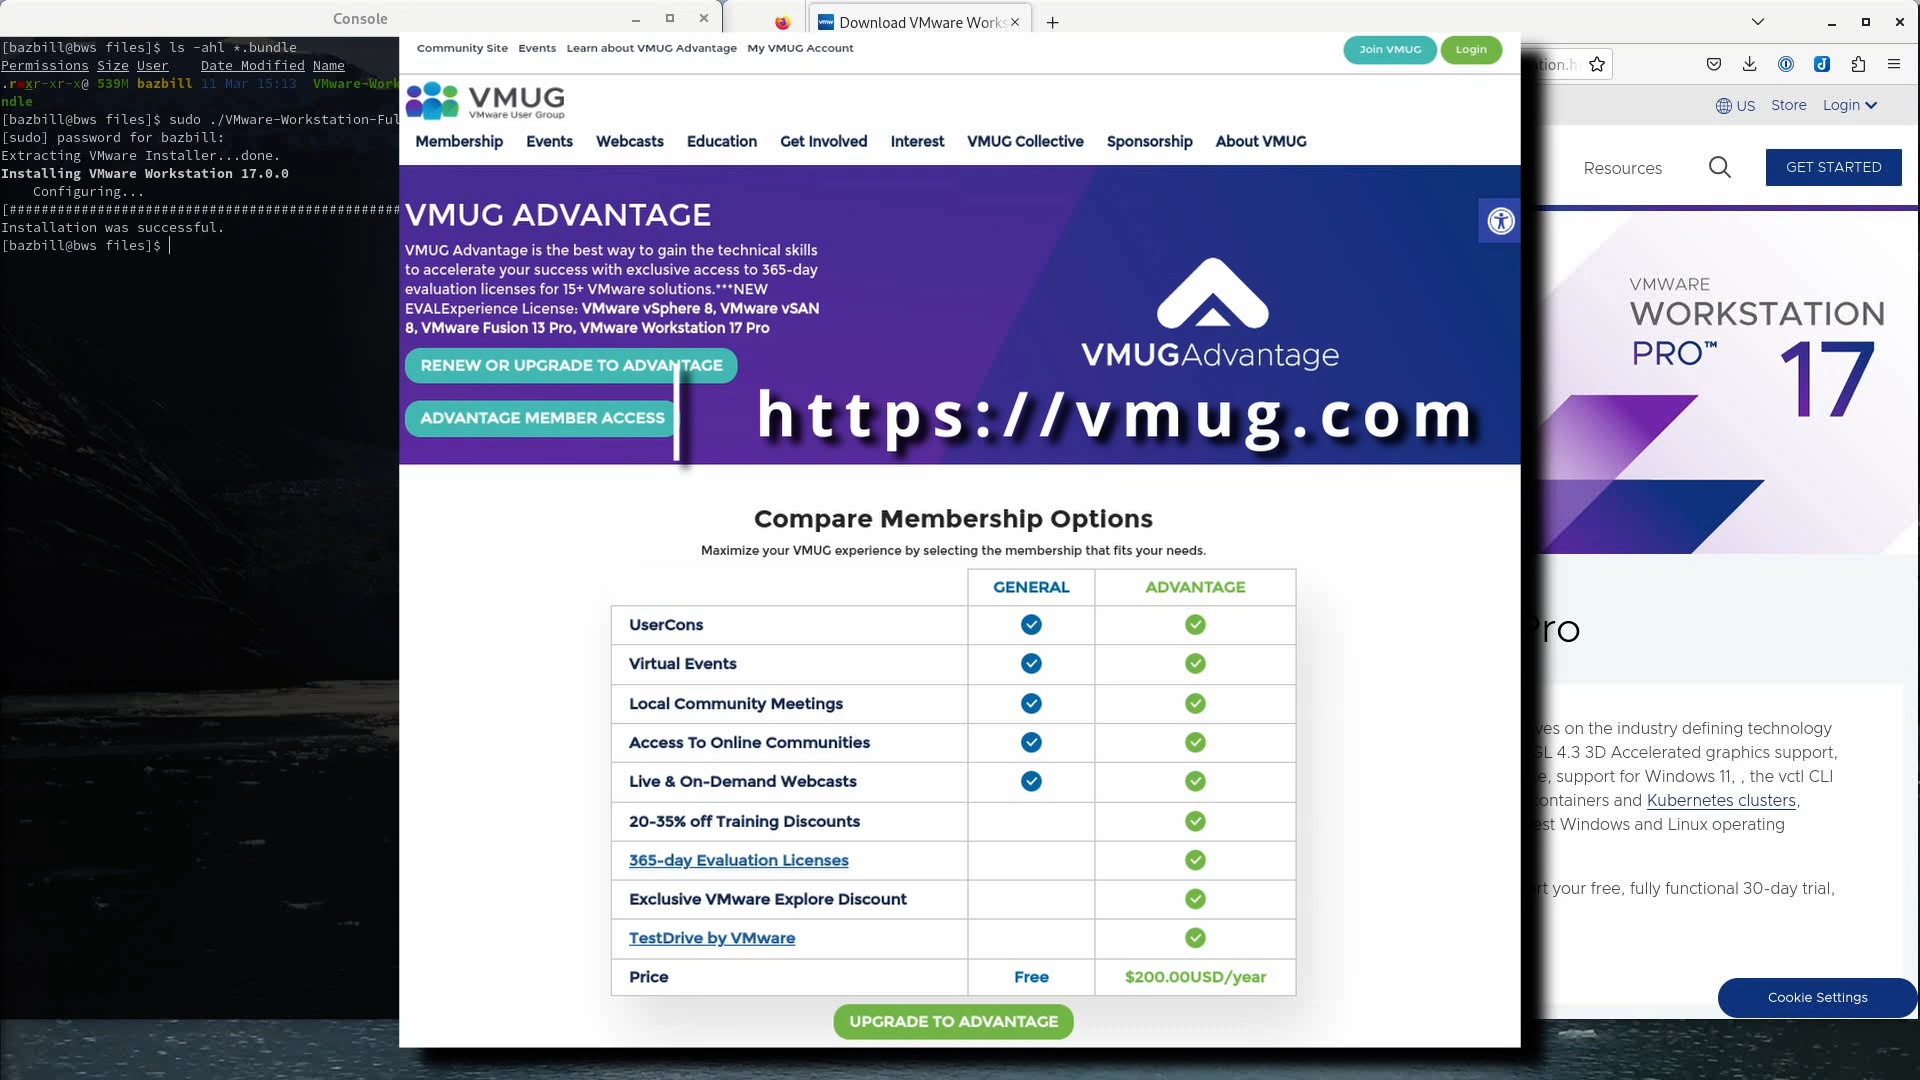 Console
[bazbill@bws files]$ ls -ahl *.bundle
Permissions Size User Date Modified Name
.r-xr-xr-x@ 539M bazbill 11 Mar 15:13 VMware-Work
ndle
[bazbill@bws files]$ sudo ./VMware-Workstation-Ful
[sudo] password for bazbill:
Extracting VMware Installer...done.
Installing VMware Workstation 17.0.0
Configuring...
[################################################
Installation was successful.
[bazbill@bws files]$
Download VMware Works
Community Site Events Learn about VMUG Advantage My VMUG Account
Join VMUG Login
VMUG
VMware User Group
Membership Events Webcasts Education Get Involved Interest VMUG Collective Sponsorship About VMUG
VMUG ADVANTAGE
VMUG Advantage is the best way to gain the technical skills
to accelerate your success with exclusive access to 365-day
evaluation licenses for 15+ VMware solutions.***NEW
EVALExperience License: VMware vSphere 8, VMware vSAN
8, VMware Fusion 13 Pro, VMware Workstation 17 Pro
RENEW OR UPGRADE TO ADVANTAGE
ADVANTAGE MEMBER ACCESS
VMUGAdvantage
https://vmug.com
Compare Membership Options
Maximize your VMUG experience by selecting the membership that fits your needs.
GENERAL ADVANTAGE
UserCons
Virtual Events
Local Community Meetings
Access To Online Communities
Live & On-Demand Webcasts
20-35% off Training Discounts
365-day Evaluation Licenses
Exclusive VMware Explore Discount
TestDrive by VMware
Price Free $200.00USD/year
UPGRADE TO ADVANTAGE
tion.h
US Store Login
Resources GET STARTED
VMWARE
WORKSTATION
PRO™ 17
Pro
ves on the industry defining technology
GL 4.3 3D Accelerated graphics support,
e, support for Windows 11, , the vctl CLI
ontainers and Kubernetes clusters,
est Windows and Linux operating
rt your free, fully functional 30-day trial,
Cookie Settings